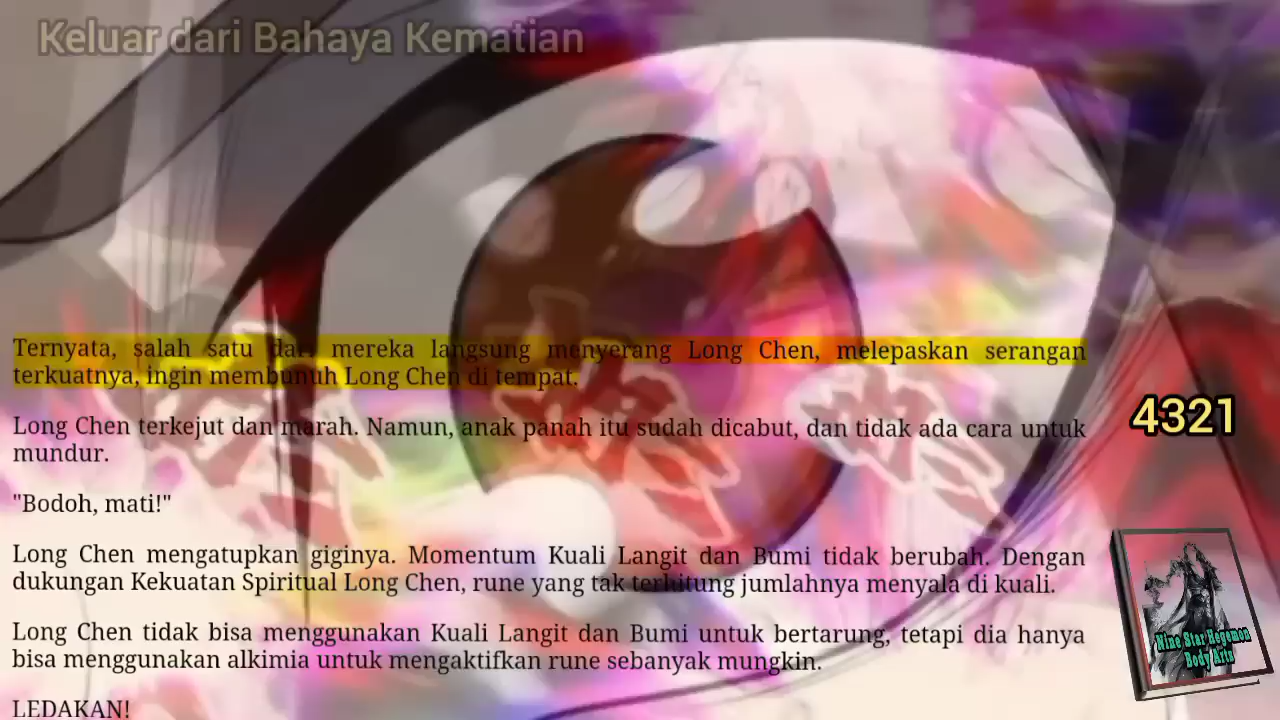 Keluar dari Bahaya Kematian
Ternyata, salah satu dari mereka langsung menyerang Long Chen, melepaskan serangan
terkuatnya, ingin membunuh Long Chen di tempat.
Long Chen terkejut dan marah. Namun, anak panah itu sudah dicabut, dan tidak ada cara untuk
mundur.
"Bodoh, mati!"
Long Chen mengatupkan giginya. Momentum Kuali Langit dan Bumi tidak berubah. Dengan
dukungan Kekuatan Spiritual Long Chen, rune yang tak terhitung jumlahnya menyala di kuali.
Long Chen tidak bisa menggunakan Kuali Langit dan Bumi untuk bertarung, tetapi dia hanya
bisa menggunakan alkimia untuk mengaktifkan rune sebanyak mungkin.
LEDAKAN!
4321
Nine Star Hegemon
Body Arts